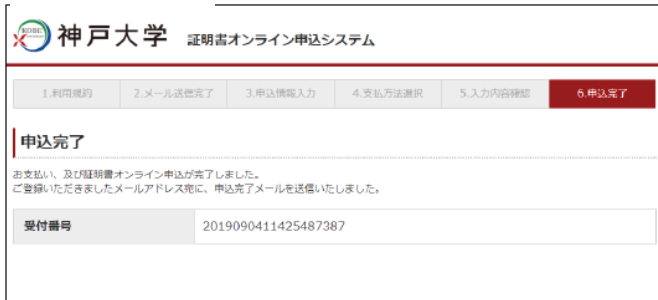 KOBE
神戸大学 証明書オンライン申込システム
1.利用規約 2.メール送信完了 3.申込情報入力 4.支払方法選択 5.入力内容確認 6.申込完了
申込完了
お支払い、及び証明書オンライン申込が完了しました。
ご登録いただきましたメールアドレス宛に、申込完了メールを送信いたしました。
受付番号 2019090411425487387